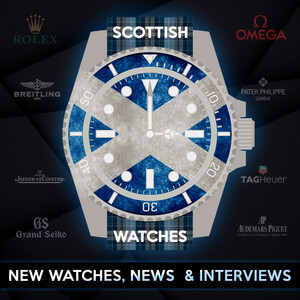 SCOTTISH
ROLEX
OMEGA
BREITLING
PATEK PHILIPPE
GENEVE
JAEGER-LECOULTRE
TAGHeuer
GS
Grand Seiko
AUDEMARS PIGUET
WATCHES
NEW WATCHES, NEWS & INTERVIEWS